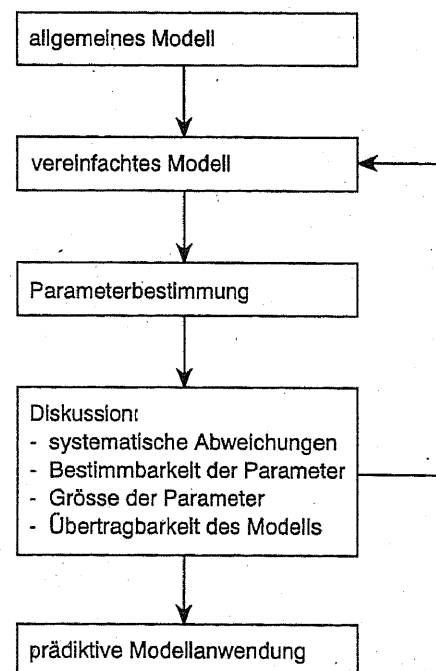 allgemeines Modell
vereinfachtes Modell
Parameterbestimmung
Diskussion:
- systematische Abweichungen
- Bestimmbarkeit der Parameter
- Grösse der Parameter
- Übertragbarkeit des Modells
prädiktive Modellanwendung